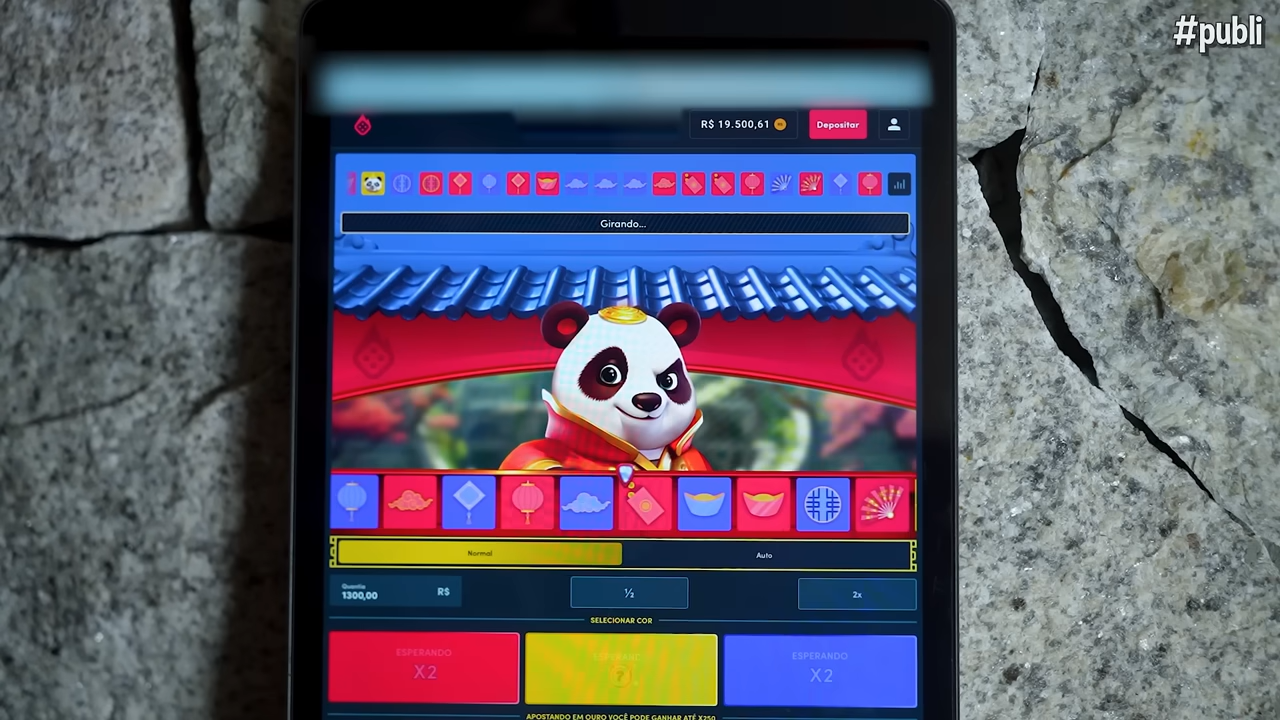 #publi
R$ 19.500,61
Depositar
Girando...
Normal
Auto
Quantia
1300,00
R$
½
2x
SELECIONAR COR
ESPERANDO
X2
?
ESPERANDO
X2
APOSTANDO EM OURO VOCÊ PODE GANHAR ATÉ X250